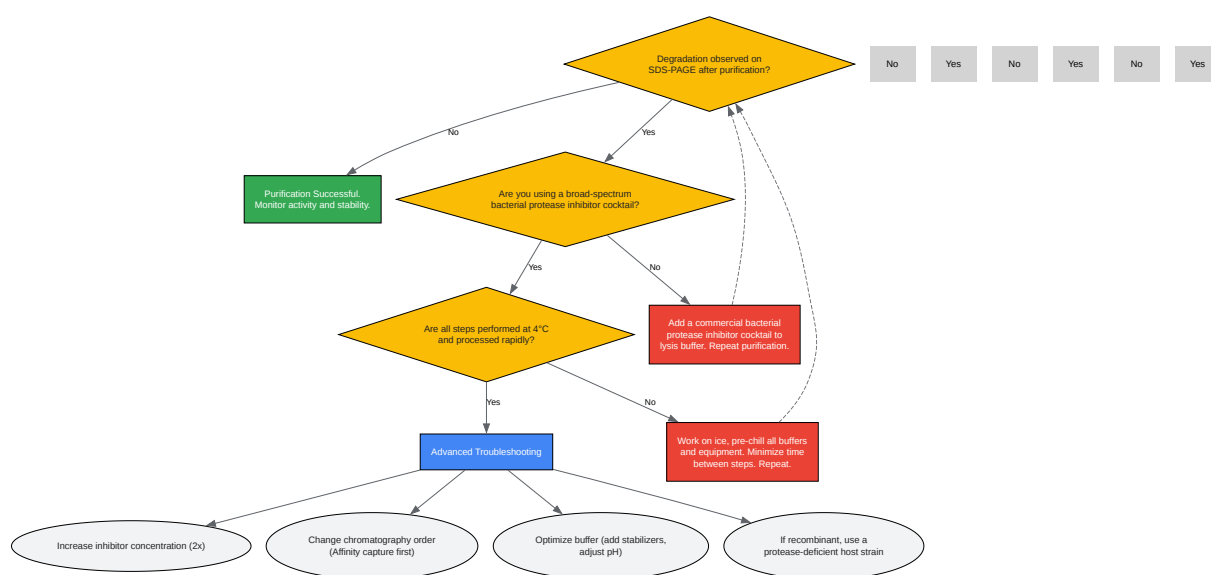 Degradation observed on
SDS-PAGE after purification?
No
Yes
No
Yes
No
Yes
No
Yes
Purification Successful.
Monitor activity and stability.
Are you using a broad-spectrum
bacterial protease inhibitor cocktail?
Yes
No
Are all steps performed at 4°C
and processed rapidly?
Add a commercial bacterial
protease inhibitor cocktail to
lysis buffer. Repeat purification.
Yes
No
Advanced Troubleshooting
Work on ice, pre-chill all buffers
and equipment. Minimize time
between steps. Repeat.
Increase inhibitor concentration (2x)
Change chromatography order
(Affinity capture first)
Optimize buffer (add stabilizers,
adjust pH)
If recombinant, use a
protease-deficient host strain